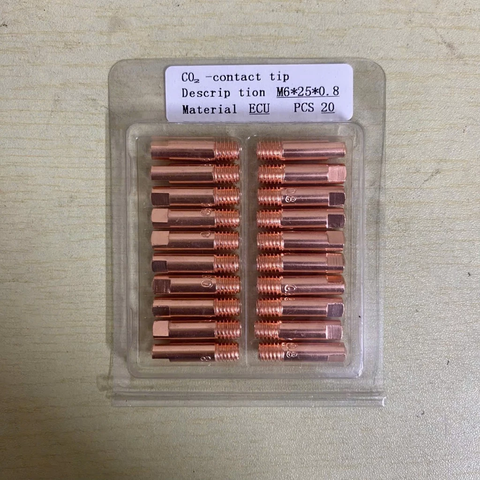 CO₂ -contact tip
Descrip tion M6*25*0.8
Material ECU PCS 20